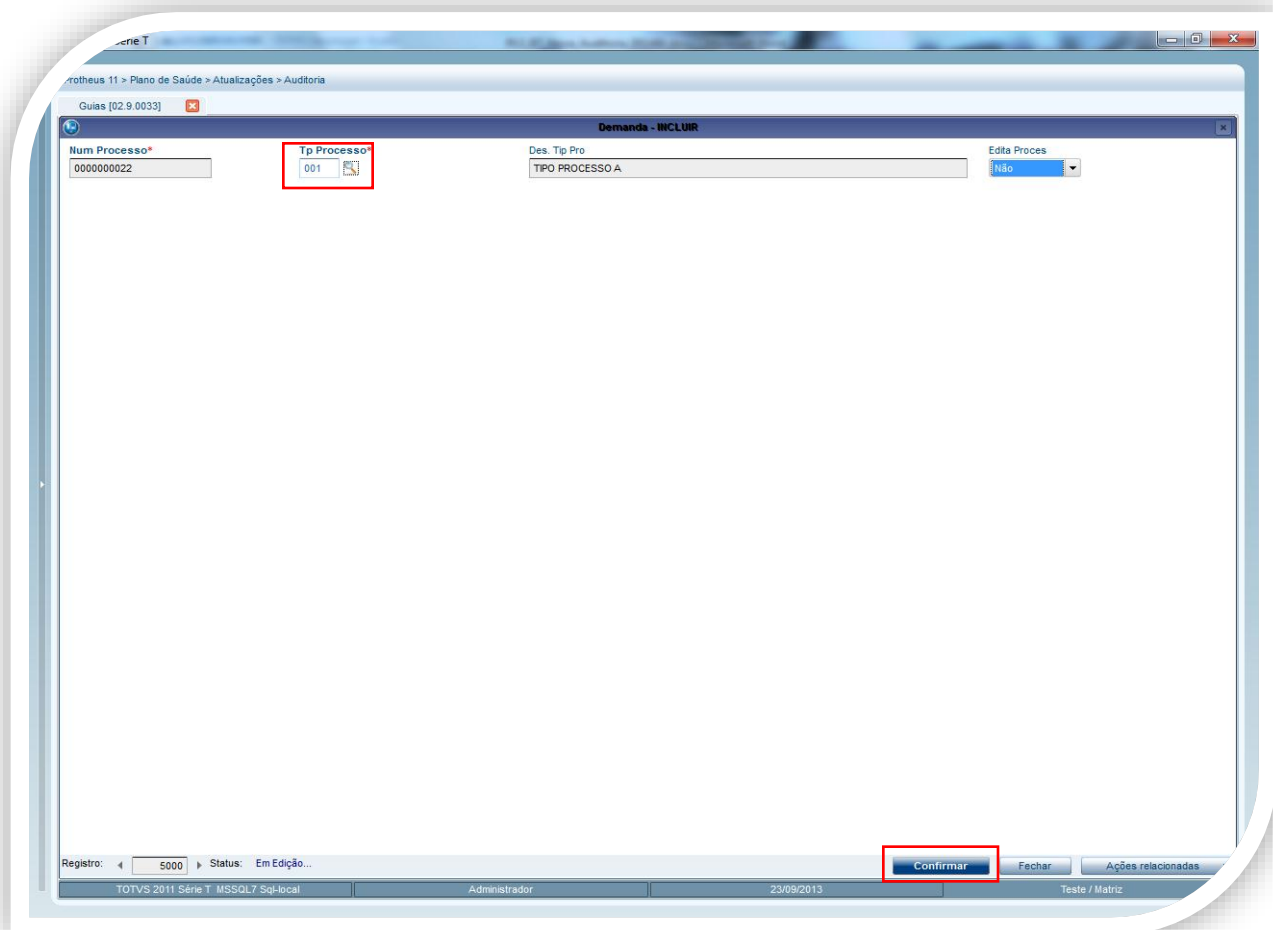 Série T
Protheus 11 > Plano de Saúde > Atualizações > Auditoria
Guias [02.9.0033]
Demanda - INCLUIR
Num Processo* Tp Processo* Des. Tip Pro Edita Proces
0000000022 001 TIPO PROCESSO A Não
Registro: 5000 Status: Em Edição... Confirmar Fechar Ações relacionadas
TOTVS 2011 Série T MSSQL7 Sql-local Administrador 23/09/2013 Teste / Matriz